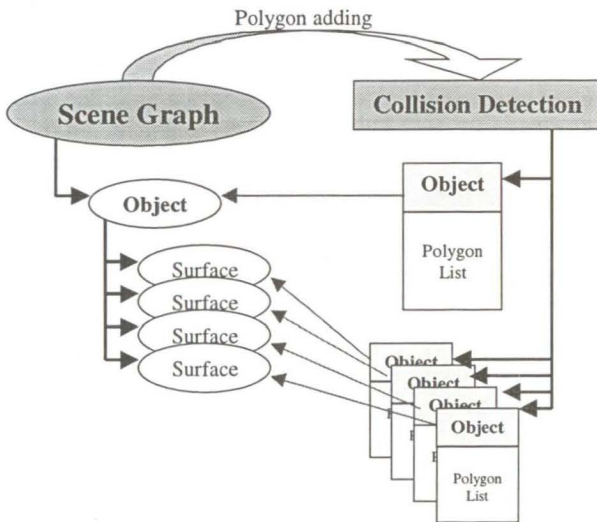 Polygon adding
Scene Graph
Collision Detection
Object
Object
Polygon
List
Surface
Surface
Surface
Surface
Object
Object
Object
Object
Polygon
List